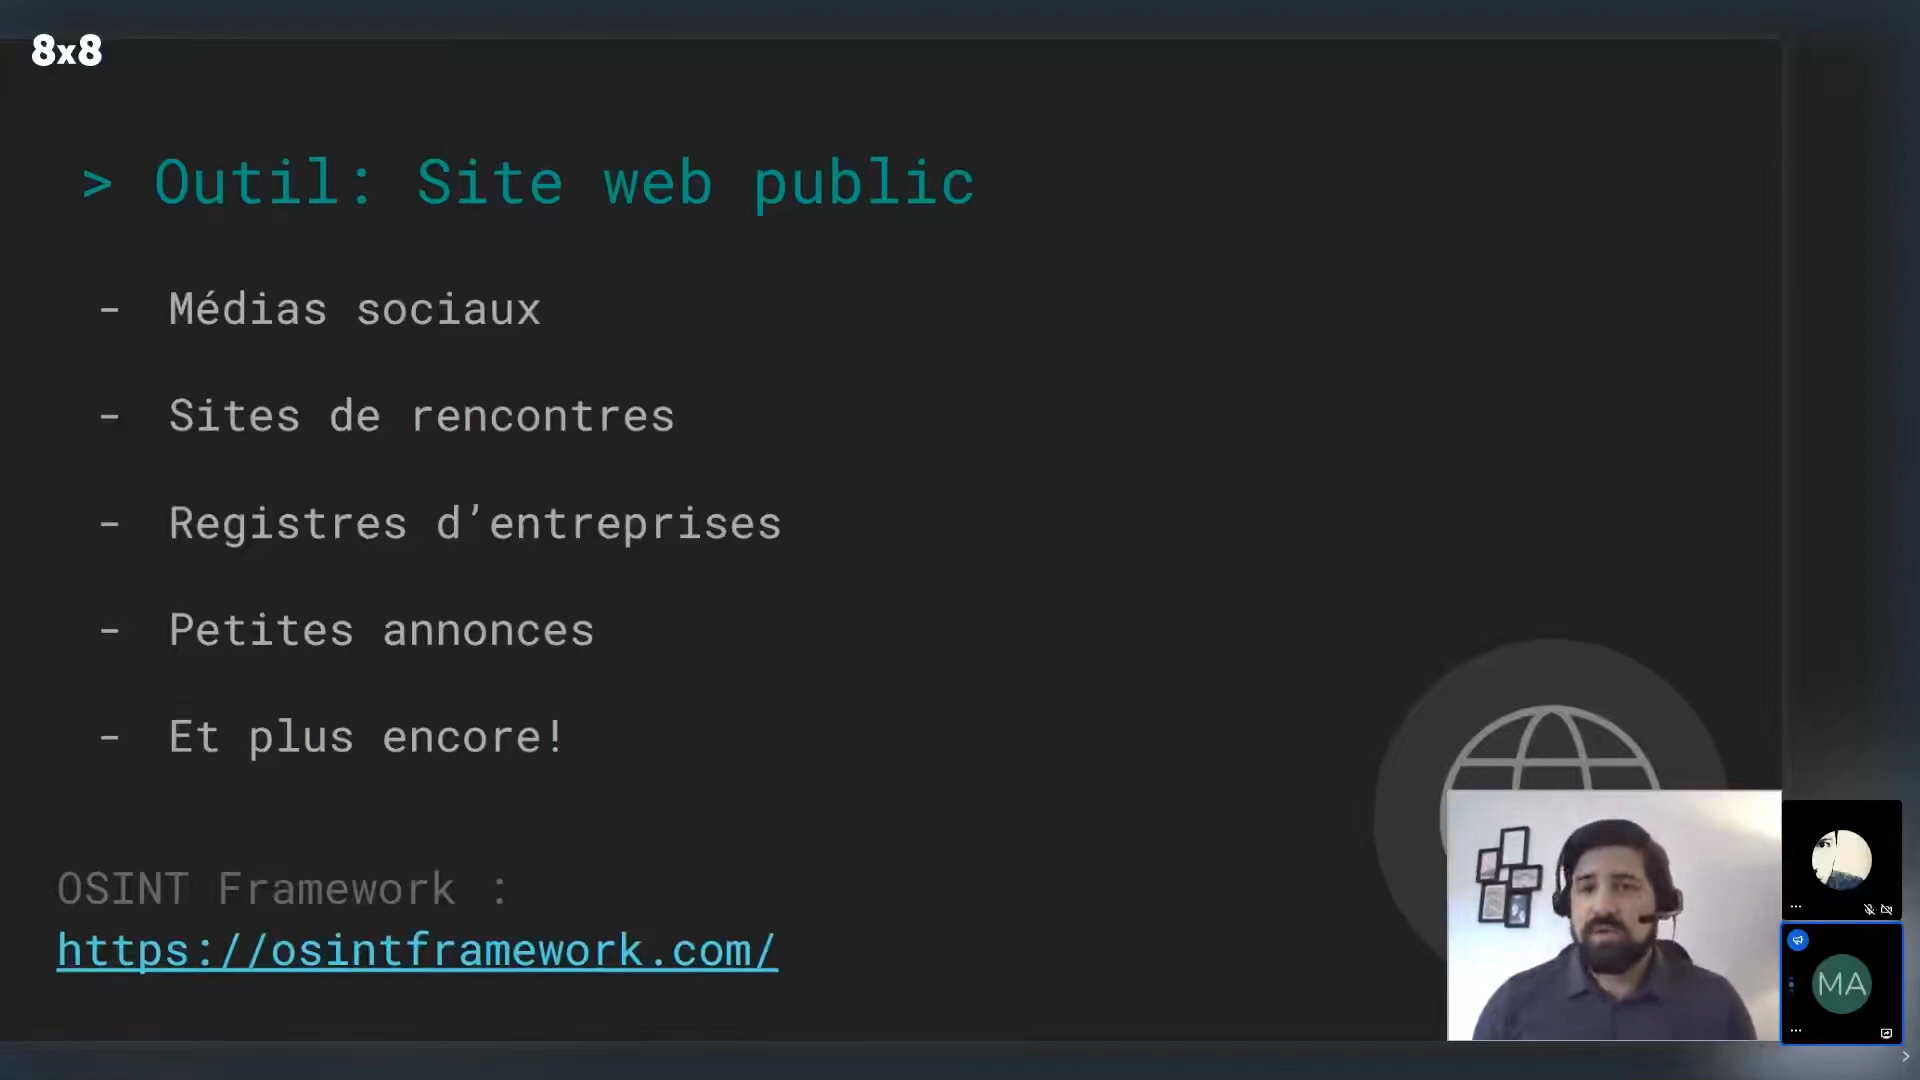 8x8
> Outil: Site web public
- Médias sociaux
- Sites de rencontres
- Registres d’entreprises
- Petites annonces
- Et plus encore!
OSINT Framework :
https://osintframework.com/
MA